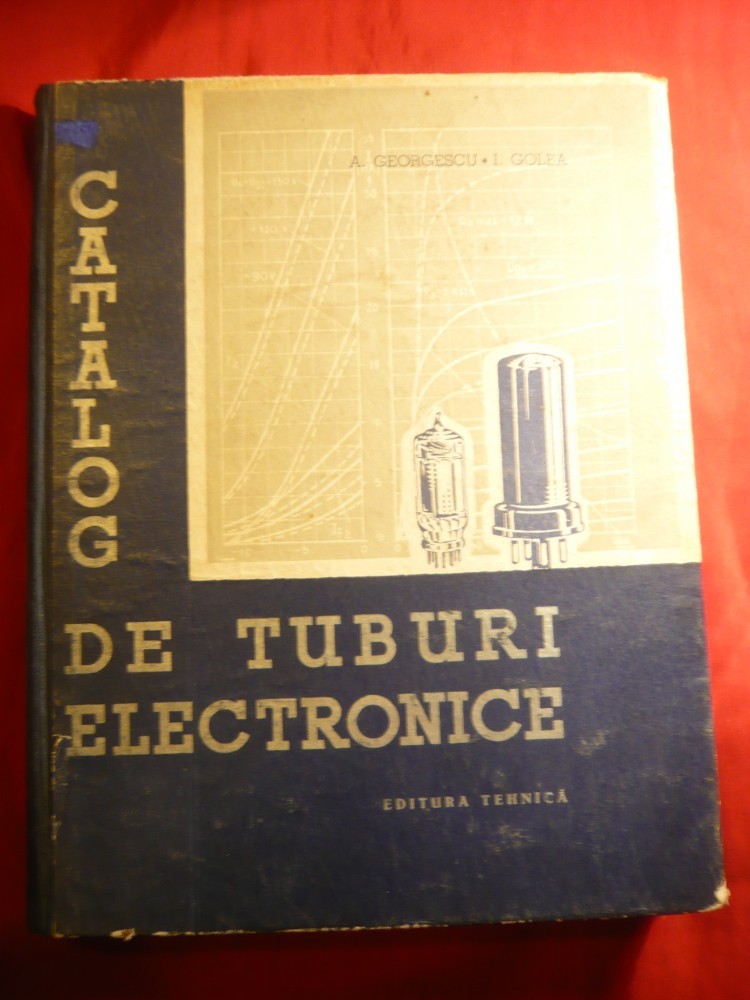 A. GEORGESCU • I. GOLEA
CATALOG
DE TUBURI
ELECTRONICE
EDITURA TEHNICĂ